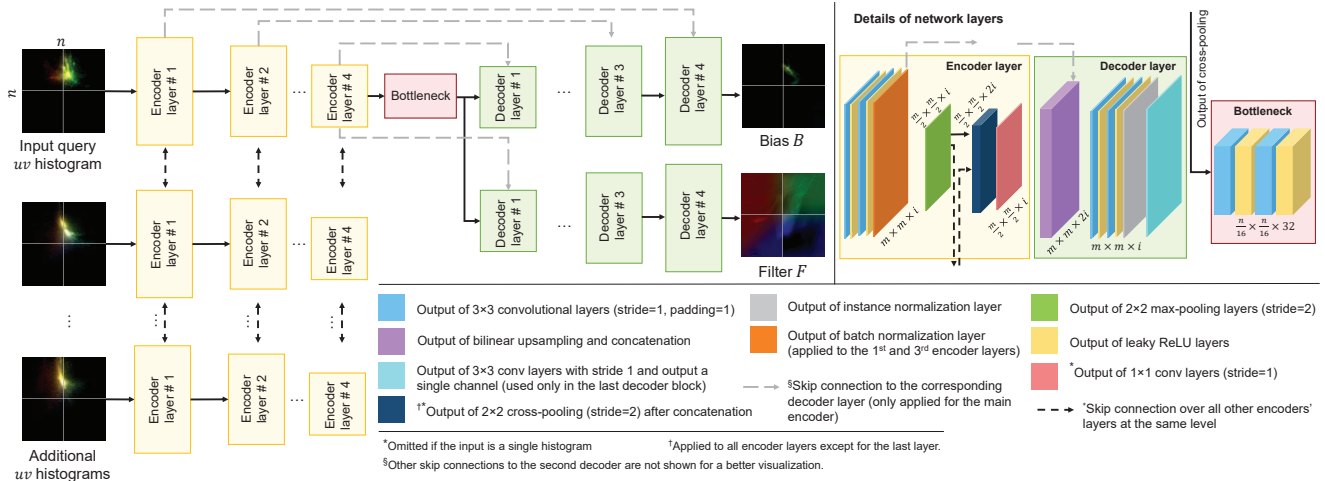 n
n
Input query
uv histogram
Encoder
layer # 1
Encoder
layer # 2
...
Encoder
layer #4
Bottleneck
Decoder
layer # 1
...
Decoder
layer # 3
Decoder
layer # 4
Bias B
Encoder
layer # 1
Encoder
layer # 2
...
Encoder
layer #4
Decoder
layer # 1
...
Decoder
layer # 3
Decoder
layer # 4
Filter F
...
...
...
...
Encoder
layer # 1
Encoder
layer # 2
...
Encoder
layer #4
Additional
uv histograms
Details of network layers
Encoder layer
m × m × i
m/2 × m/2 × i
m/2 × m/2 × 2i
m/2 × m/2 × i
Decoder layer
m × m × 2i
m × m × i
Output of cross-pooling
Bottleneck
n/16 × n/16 × 32
Output of 3×3 convolutional layers (stride=1, padding=1)
Output of bilinear upsampling and concatenation
Output of 3×3 conv layers with stride 1 and output a
single channel (used only in the last decoder block)
†*Output of 2×2 cross-pooling (stride=2) after concatenation
Output of instance normalization layer
Output of batch normalization layer
(applied to the 1st and 3rd encoder layers)
§Skip connection to the corresponding
decoder layer (only applied for the main
encoder)
Output of 2×2 max-pooling layers (stride=2)
Output of leaky ReLU layers
*Output of 1×1 conv layers (stride=1)
*Skip connection over all other encoders'
layers at the same level
*Omitted if the input is a single histogram
†Applied to all encoder layers except for the last layer.
§Other skip connections to the second decoder are not shown for a better visualization.